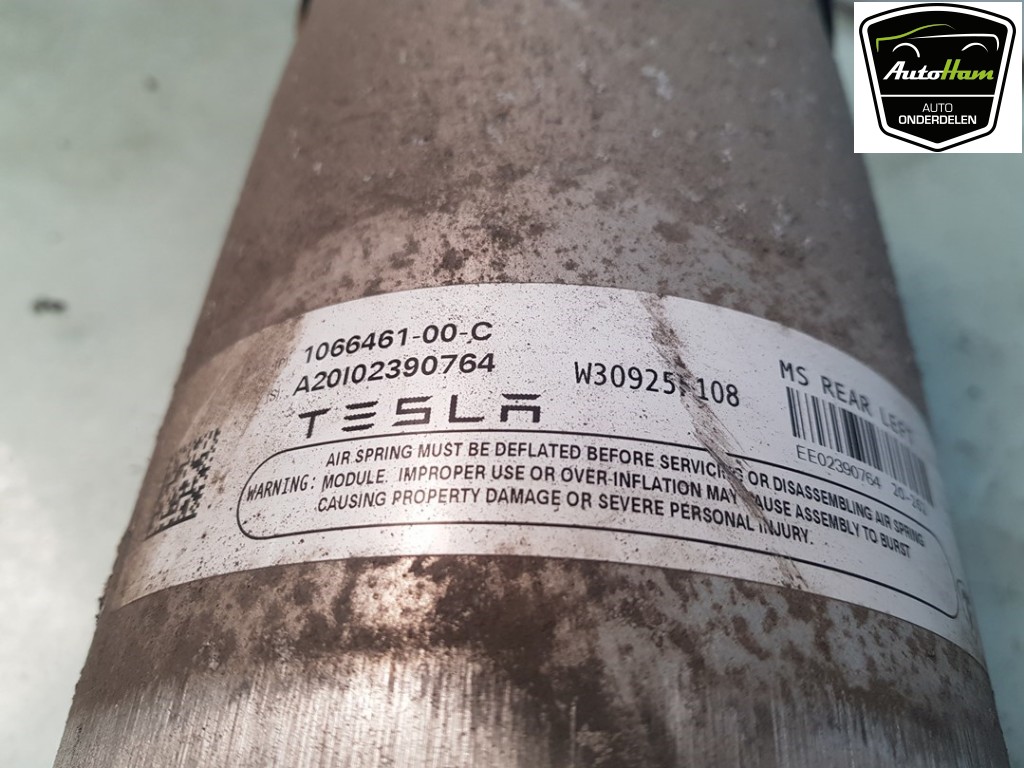 AutoHam
AUTO
ONDERDELEN
1066461-00-C
A20I02390764
TESLA
W30925 108
MS REAR LEFT
EE02390764
WARNING:
AIR SPRING MUST BE DEFLATED BEFORE SERVICING OR DISASSEMBLING AIR SPRING
MODULE. IMPROPER USE OR OVER-INFLATION MAY CAUSE ASSEMBLY TO BURST
CAUSING PROPERTY DAMAGE OR SEVERE PERSONAL INJURY.